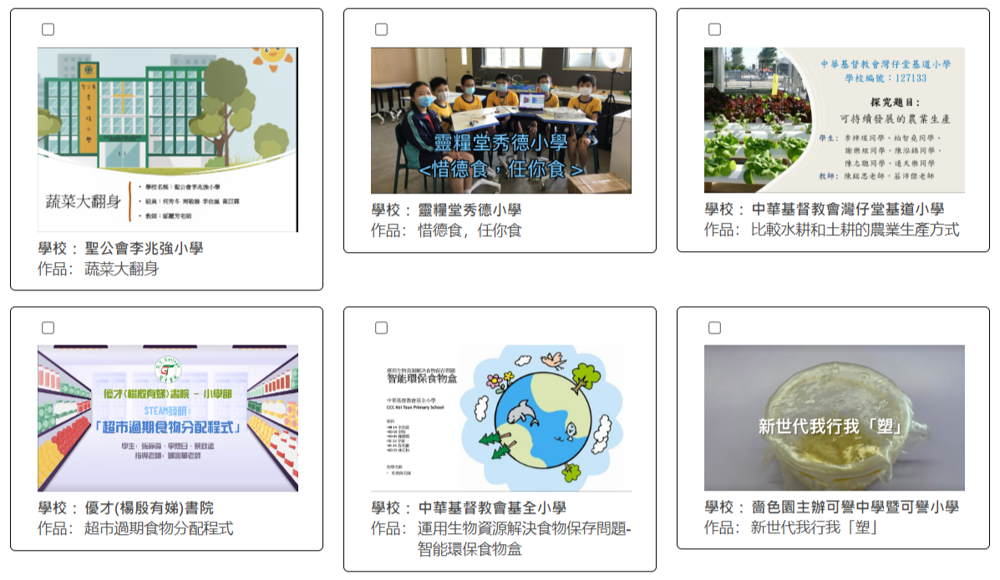 蔬菜大翻身
• 學校名稱：聖公會李兆強小學
• 教師：鄔麗芳老師
學校： 聖公會李兆強小學
作品： 蔬菜大翻身
靈糧堂秀德小學
<惜德食，任你食 >
學校： 靈糧堂秀德小學
作品： 惜德食，任你食
中華基督教會灣仔堂基道小學
學校編號：127133
探究題目：
可持續發展的農業生產
學生：
教師：
學校： 中華基督教會灣仔堂基道小學
作品： 比較水耕和土耕的農業生產方式
G.T. College
優才(楊殷有娣)書院 - 小學部
STEAM發明：
「超市過期食物分配程式」
學校： 優才(楊殷有娣)書院
作品： 超市過期食物分配程式
運用生物資源解決食物保存問題
智能環保食物盒
中華基督教會基全小學
CCC Kei Tsun Primary School
學校： 中華基督教會基全小學
作品： 運用生物資源解決食物保存問題-
智能環保食物盒
新世代我行我「塑」
學校： 嗇色園主辦可譽中學暨可譽小學
作品： 新世代我行我「塑」